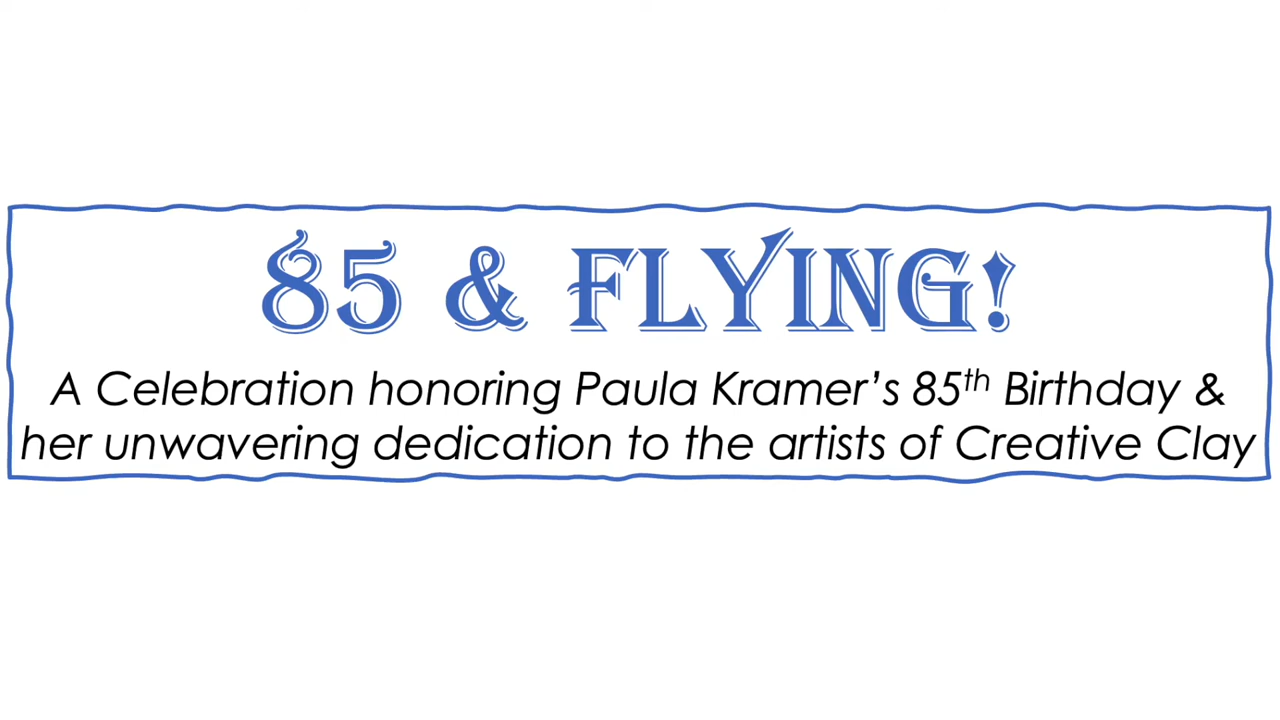 85 & FLYING!
A Celebration honoring Paula Kramer’s 85th Birthday &
her unwavering dedication to the artists of Creative Clay